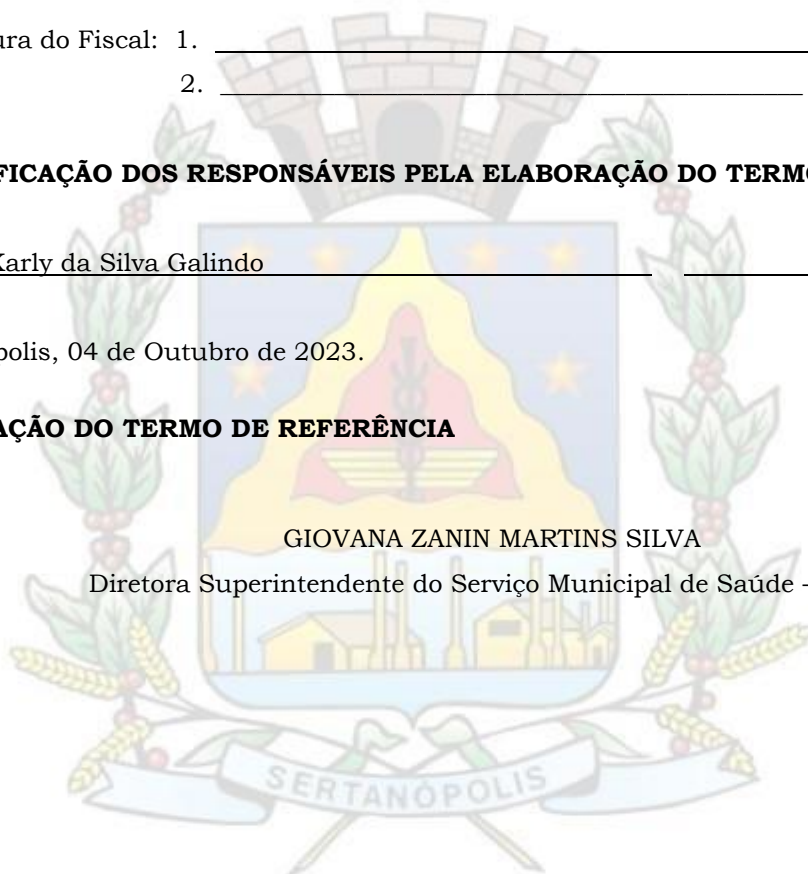 ura do Fiscal: 1. ____________________
2. ____________________
FICAÇÃO DOS RESPONSÁVEIS PELA ELABORAÇÃO DO TERMO
Karly da Silva Galindo
polis, 04 de Outubro de 2023.
AÇÃO DO TERMO DE REFERÊNCIA
GIOVANA ZANIN MARTINS SILVA
Diretora Superintendente do Serviço Municipal de Saúde -
SERTANÓPOLIS